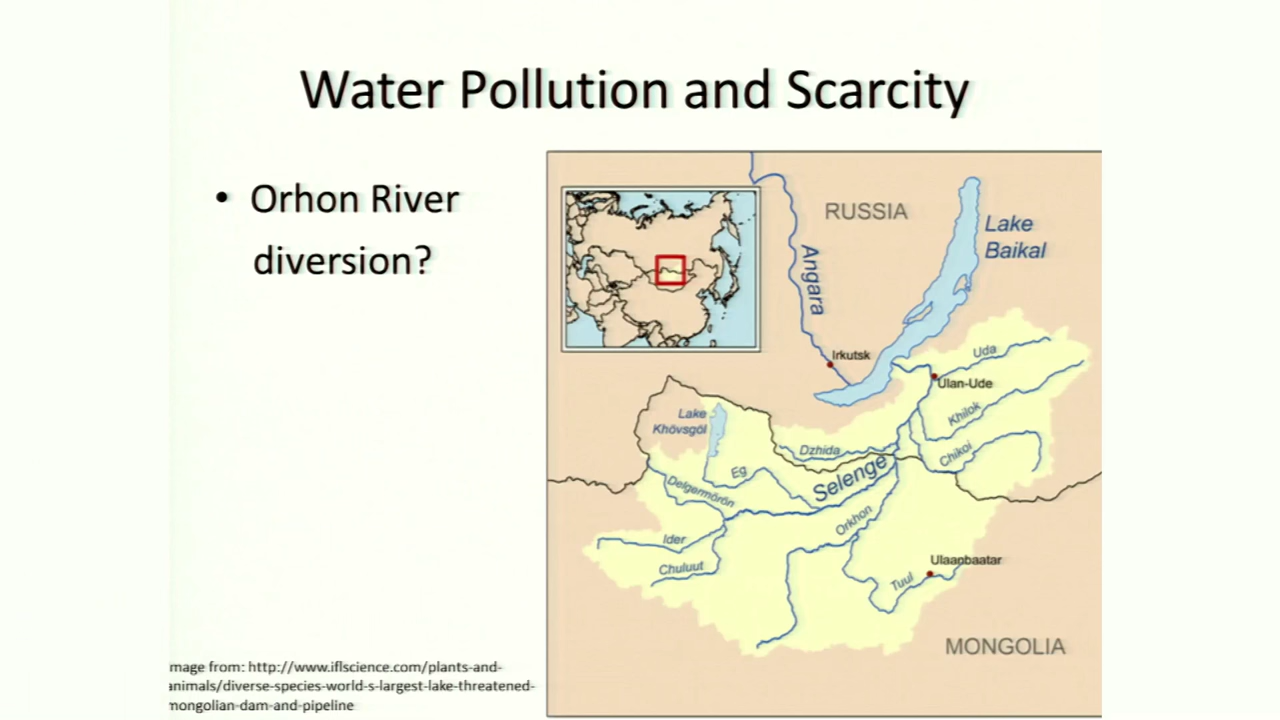 Water Pollution and Scarcity
• Orhon River
diversion?
RUSSIA
Lake
Baikal
Angara
Irkutsk
Uda
Ulan-Ude
Khilok
Lake
Khövsgöl
Chikoi
Dzhida
Eg
Selenge
Delgermörön
Orkhon
Ider
Chuluut
Ulaanbaatar
Tuul
MONGOLIA
mage from: http://www.iflscience.com/plants-and-
animals/diverse-species-world-s-largest-lake-threatened-
mongolian-dam-and-pipeline